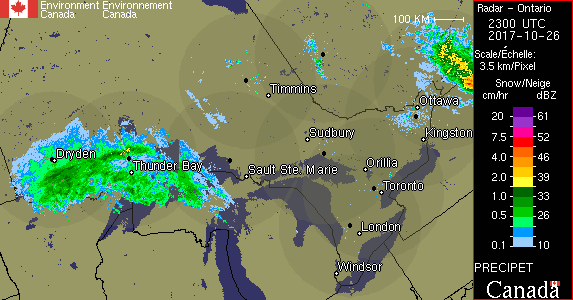 Environment Environnement
Canada Canada
100 KM
Radar - Ontario
2300 UTC
2017-10-26
Scale/Échelle:
3.5 km/Pixel
Snow/Neige
cm/hr dBZ
20 61
7.5 52
4.0 46
2.0 39
1.0 33
0.5 26
0.1 10
PRECIPET
Canada
Timmins
Ottawa
Sudbury
Kingston
Dryden
Thunder Bay
Sault Ste. Marie
Orillia
Toronto
London
Windsor